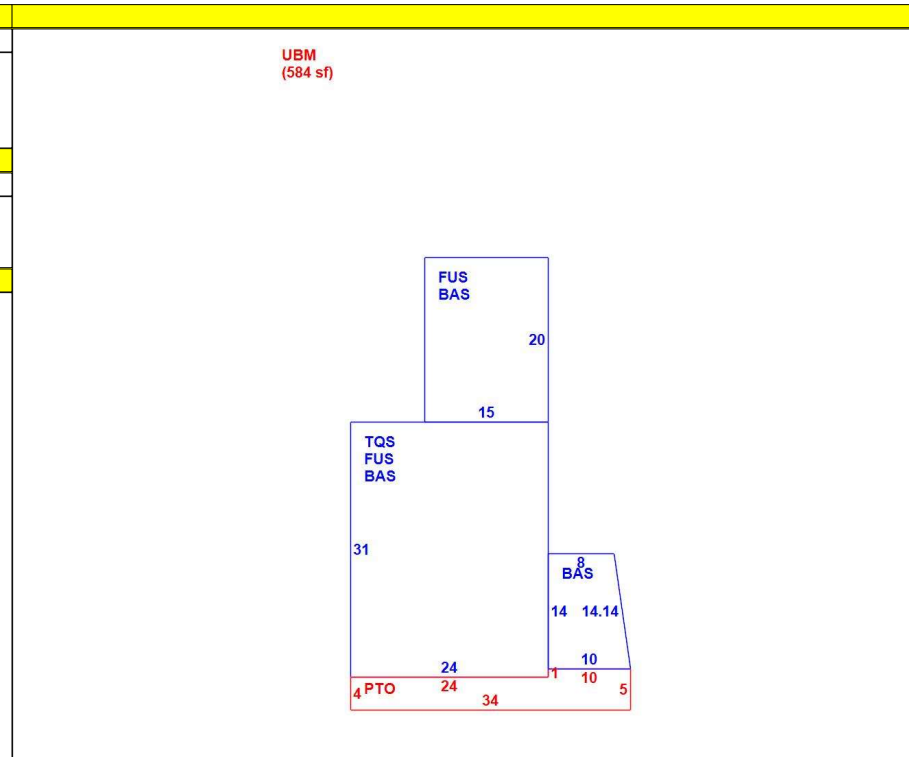 UBM
(584 sf)
FUS
BAS
20
15
TQS
FUS
BAS
31
8
BAS
14 14.14
24
10
1
4 PTO
24
10
5
34